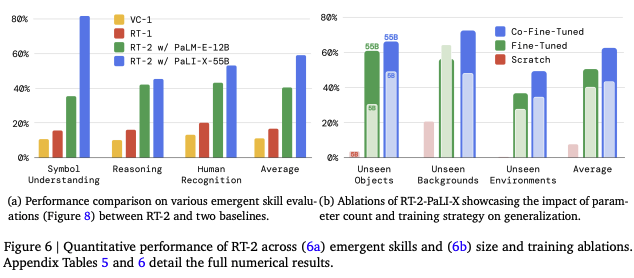 80%
60%
40%
20%
0%
VC-1
RT-1
RT-2 w/ PaLM-E-12B
RT-2 w/ PaLI-X-55B
Symbol Understanding
Reasoning
Human Recognition
Average
80%
60%
40%
20%
0%
Co-Fine-Tuned
Fine-Tuned
Scratch
5B
55B
5B
55B
5B
Unseen Objects
Unseen Backgrounds
Unseen Environments
Average
(a) Performance comparison on various emergent skill evalu-
ations (Figure 8) between RT-2 and two baselines.
(b) Ablations of RT-2-PaLI-X showcasing the impact of param-
eter count and training strategy on generalization.
Figure 6 | Quantitative performance of RT-2 across (6a) emergent skills and (6b) size and training ablations.
Appendix Tables 5 and 6 detail the full numerical results.